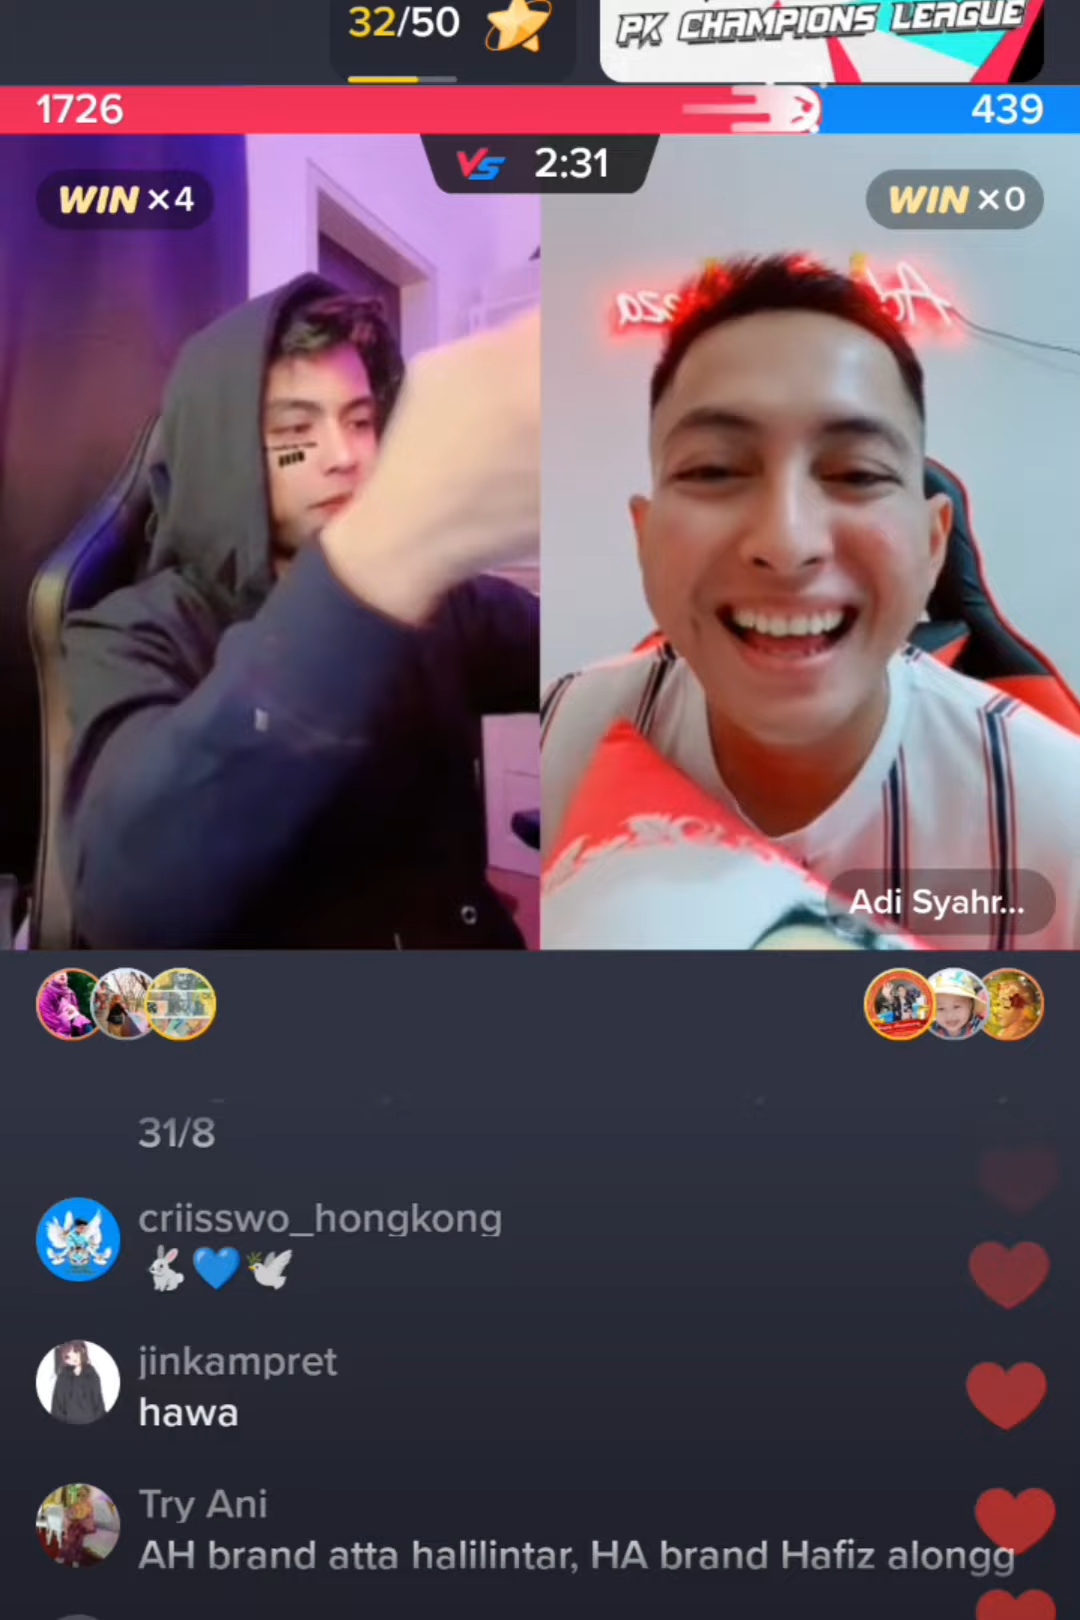 32/50
PK CHAMPIONS LEAGUE
1726
439
VS 2:31
WIN ×4
WIN ×0
Adi Syahr...
31/8
criisswo_hongkong
🐇💙🕊️
jinkampret
hawa
Try Ani
AH brand atta halilintar, HA brand Hafiz alongg